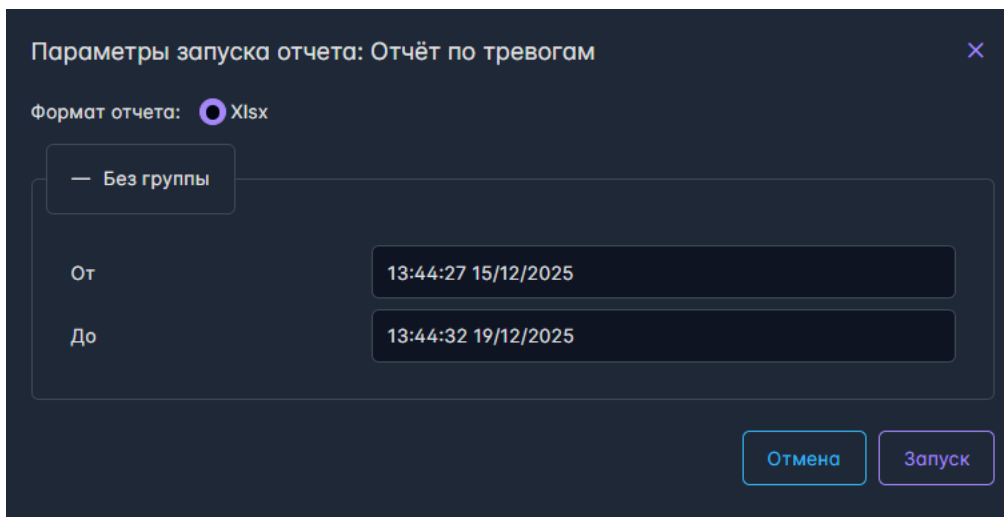 Параметры запуска отчета: Отчёт по тревогам
Формат отчета: Xlsx
— Без группы
От 13:44:27 15/12/2025
До 13:44:32 19/12/2025
Отмена Запуск